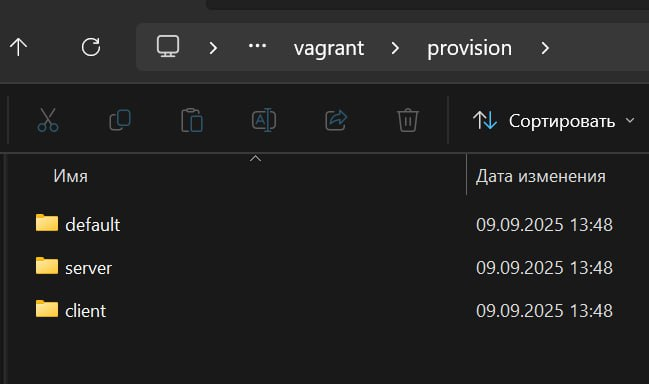 ... > vagrant > provision >
Сортировать
Имя Дата изменения
default 09.09.2025 13:48
server 09.09.2025 13:48
client 09.09.2025 13:48